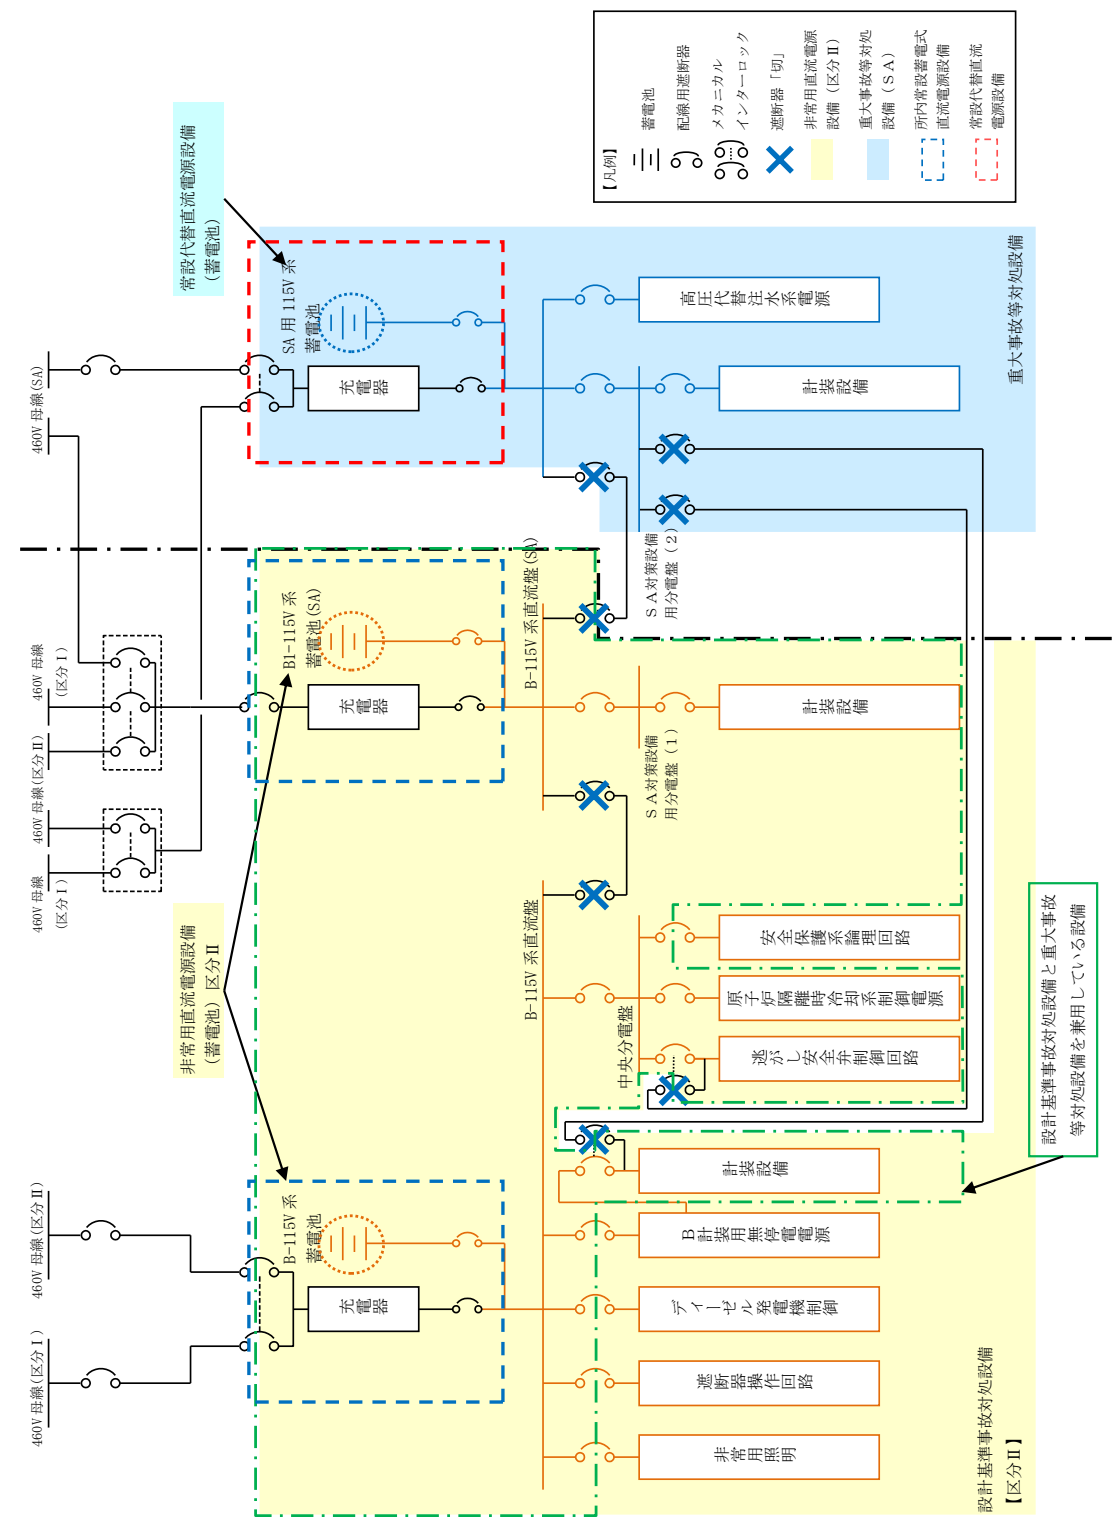 460V 母線(区分Ⅰ)
460V 母線(区分Ⅱ)
460V 母線
(区分Ⅰ)
460V 母線(区分Ⅱ)
460V 母線
(区分Ⅰ)
460V 母線
460V 母線(SA)
非常用直流電源設備
(蓄電池) 区分Ⅱ
常設代替直流電源設備
(蓄電池)
B-115V 系
蓄電池
充電器
B1-115V 系
蓄電池(SA)
充電器
SA 用 115V 系
蓄電池
充電器
B-115V 系直流盤
B-115V 系直流盤(SA)
中央分電盤
SA対策設備
用分電盤(1)
SA対策設備
用分電盤(2)
非常用照明
遮断器操作回路
ディーゼル発電機制御
B計装用無停電電源
計装設備
逃がし安全弁制御回路
原子炉隔離時冷却系制御電源
安全保護系論理回路
計装設備
計装設備
高圧代替注水系電源
設計基準事故対処設備
【区分Ⅱ】
重大事故等対処設備
設計基準事故対処設備と重大事故
等対処設備を兼用している設備
【凡例】
蓄電池
配線用遮断器
メカニカル
インターロック
遮断器「切」
非常用直流電源
設備(区分Ⅱ)
重大事故等対処
設備(SA)
所内常設蓄電式
直流電源設備
常設代替直流
電源設備